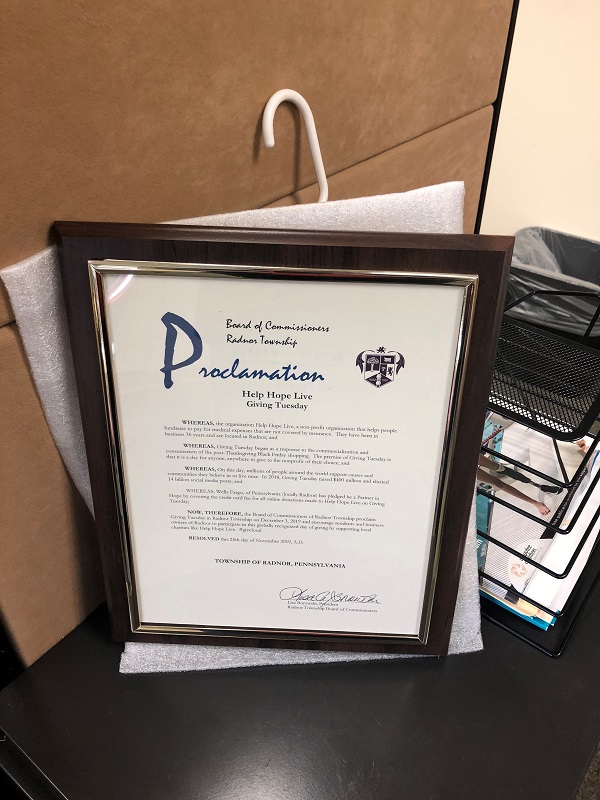 Board of Commissioners
Radnor Township
Proclamation
Help Hope Live
Giving Tuesday
WHEREAS, the organization Help Hope Live, a non-profit organization that helps people
fundraise to pay for medical expenses that are not covered by insurance. They have been in
business 36 years and are located in Radnor; and
WHEREAS, Giving Tuesday began as a response to the commercialization and
consumerism of the post-Thanksgiving Black Friday shopping. The premise of Giving Tuesday is
that it is a day for anyone, anywhere to give to the nonprofit of their choice; and
WHEREAS, On this day, millions of people around the world support causes and
communities they believe in or live near. In 2018, Giving Tuesday raised $400 million and elicited
14 billion social media posts; and
WHEREAS, Wells Fargo of Pennsylvania (locally Radnor) has pledged be a Partner in
Hope by covering the credit card fee for all online donations made to Help Hope Live on Giving
Tuesday;
NOW, THEREFORE, the Board of Commissioners of Radnor Township proclaim
Giving Tuesday in Radnor Township on December 3, 2019 and encourage residents and business
owners of Radnor to participate in this globally recognized day of giving by supporting local
charities like Help Hope Live. #givecloud
RESOLVED this 25th day of November 2019, A.D.
TOWNSHIP OF RADNOR, PENNSYLVANIA
Lisa Borowski, President
Radnor Township Board of Commissioners